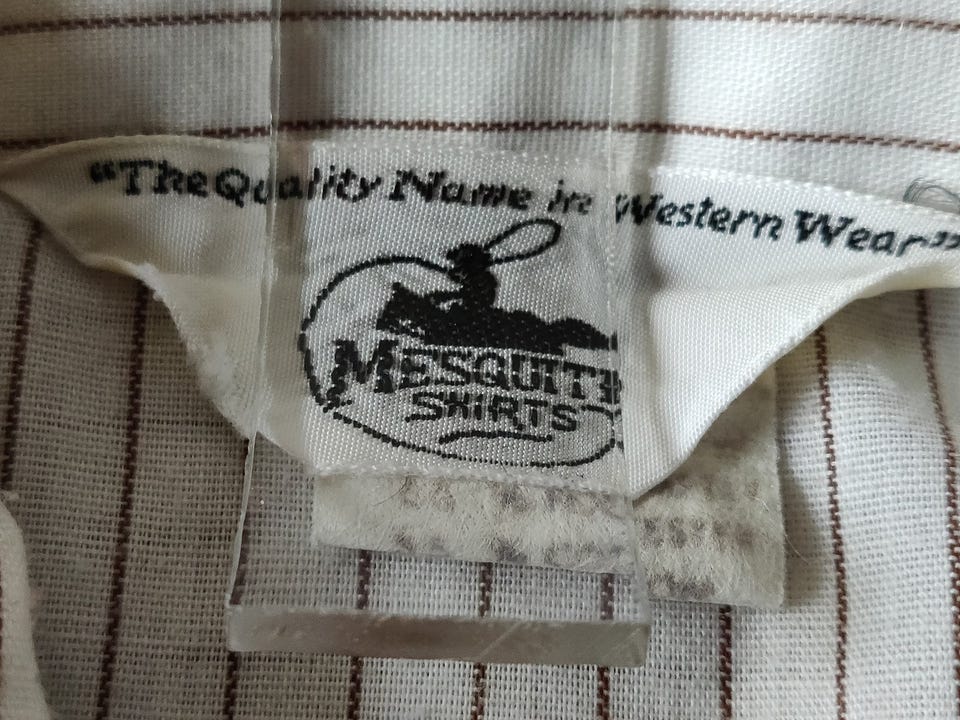 "The Quality Name in Western Wear"
MESQUITE
SHIRTS